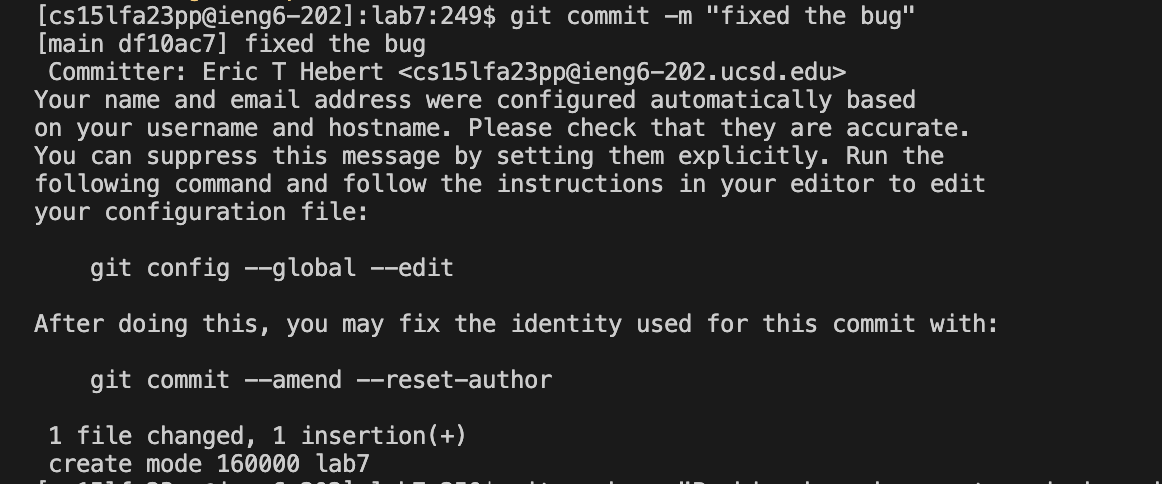 [cs15lfa23pp@ieng6-202]:lab7:249$ git commit -m "fixed the bug"
[main df10ac7] fixed the bug
Committer: Eric T Hebert <cs15lfa23pp@ieng6-202.ucsd.edu>
Your name and email address were configured automatically based
on your username and hostname. Please check that they are accurate.
You can suppress this message by setting them explicitly. Run the
following command and follow the instructions in your editor to edit
your configuration file:
git config --global --edit
After doing this, you may fix the identity used for this commit with:
git commit --amend --reset-author
1 file changed, 1 insertion(+)
create mode 160000 lab7